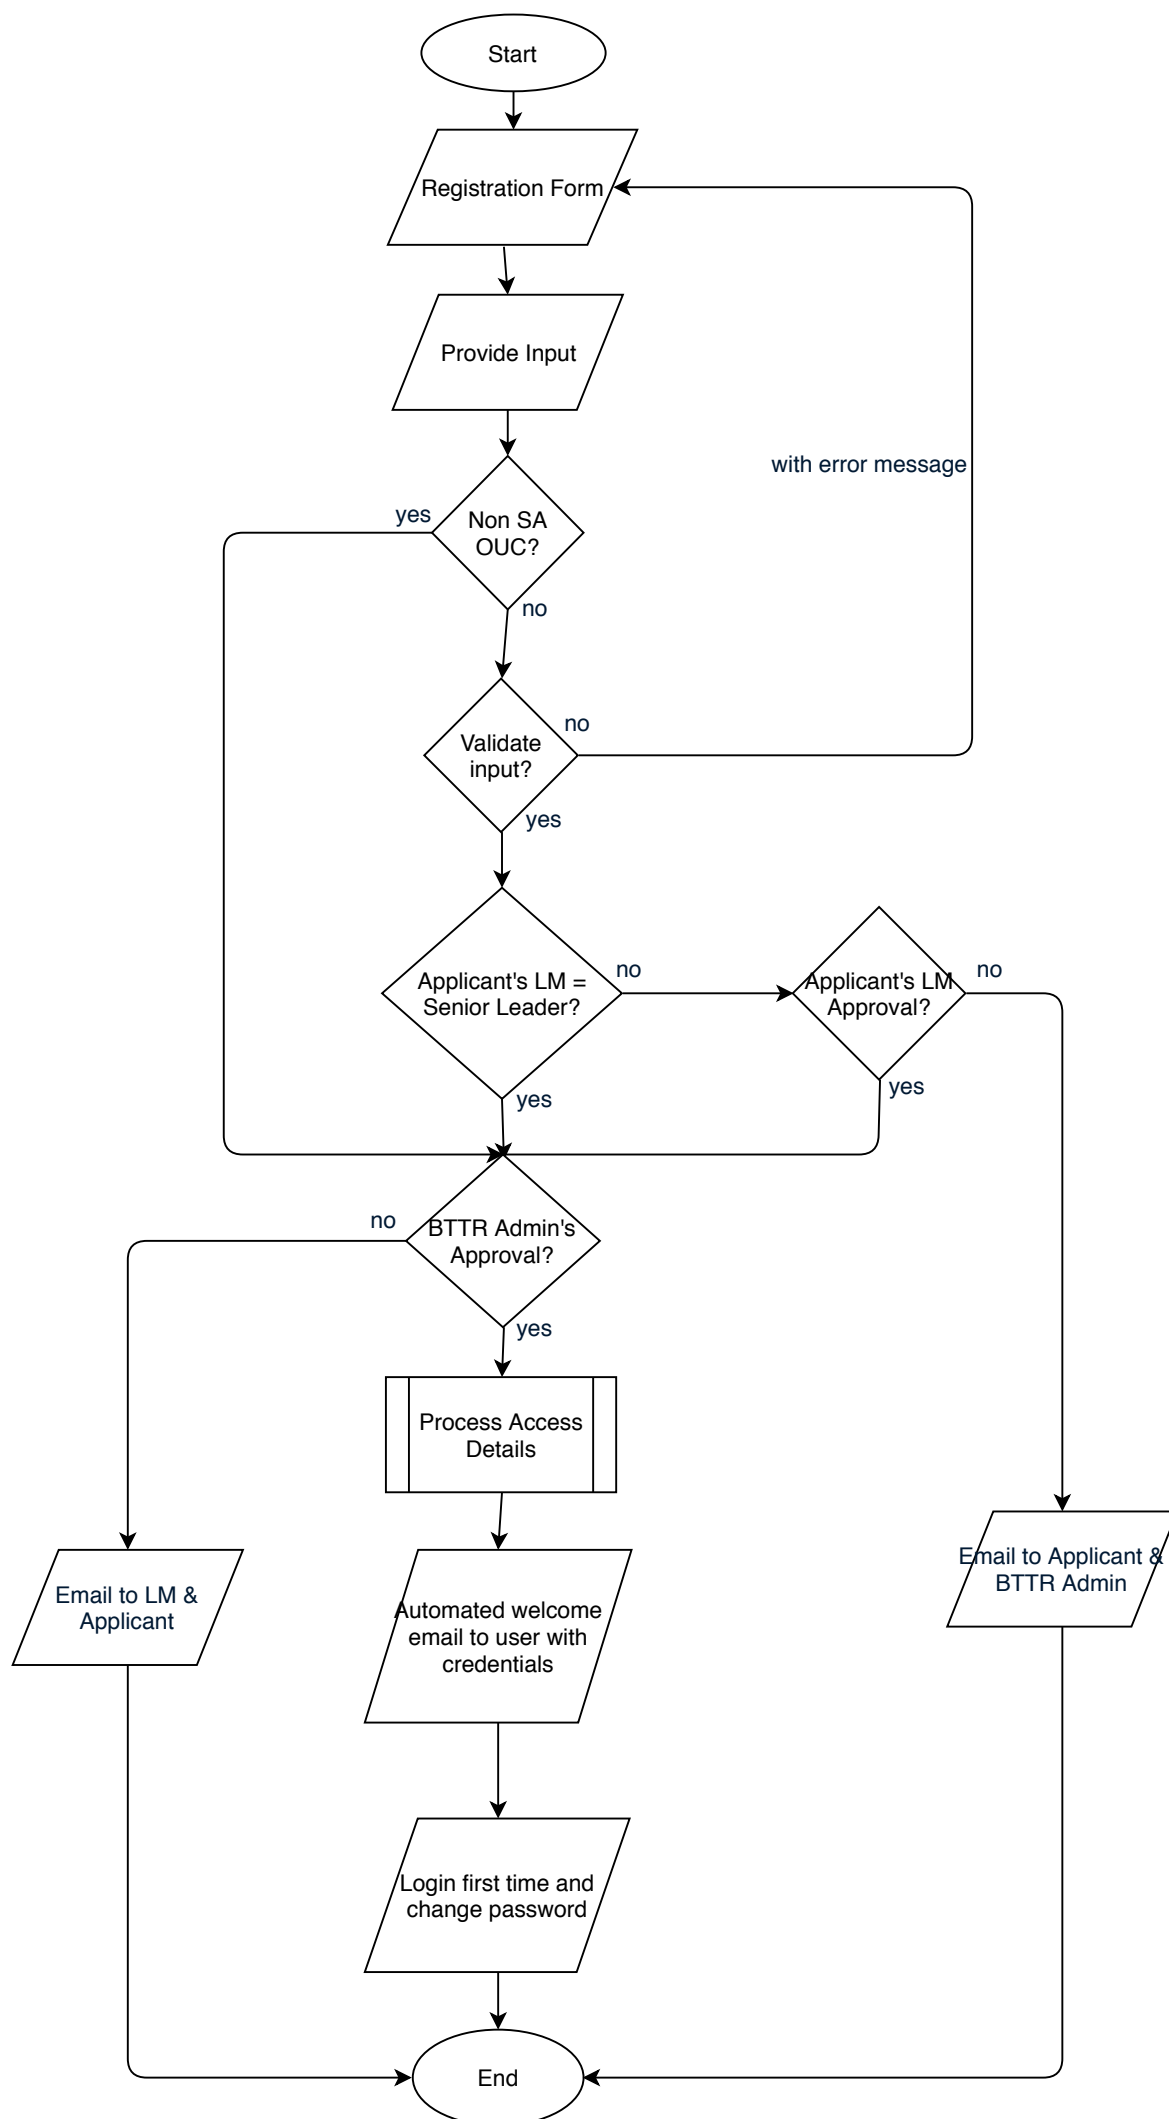 Start
Registration Form
Provide Input
with error message
yes
Non SA
OUC?
no
no
Validate
input?
yes
Applicant's LM =
Senior Leader?
no
Applicant's LM
Approval?
no
yes
yes
no
BTTR Admin's
Approval?
yes
Process Access
Details
Email to Applicant &
BTTR Admin
Email to LM &
Applicant
Automated welcome
email to user with
credentials
Login first time and
change password
End